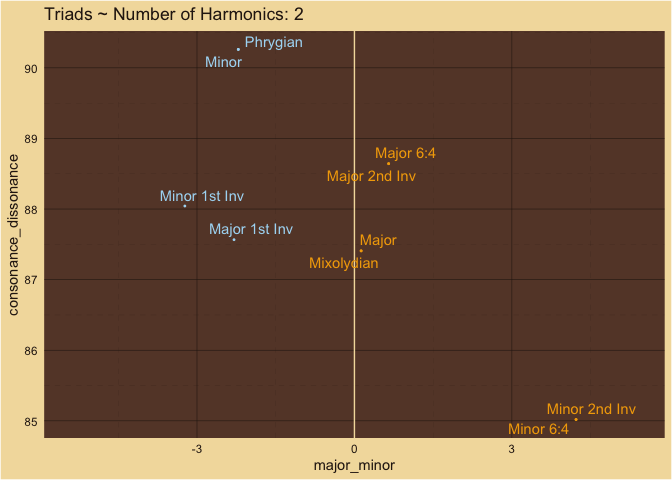 Triads ~ Number of Harmonics: 2
consonance_dissonance
90
89
88
87
86
85
Phrygian
Minor
Major 6:4
Major 2nd Inv
Minor 1st Inv
Major 1st Inv
Major
Mixolydian
Minor 2nd Inv
Minor 6:4
-3
0
3
major_minor